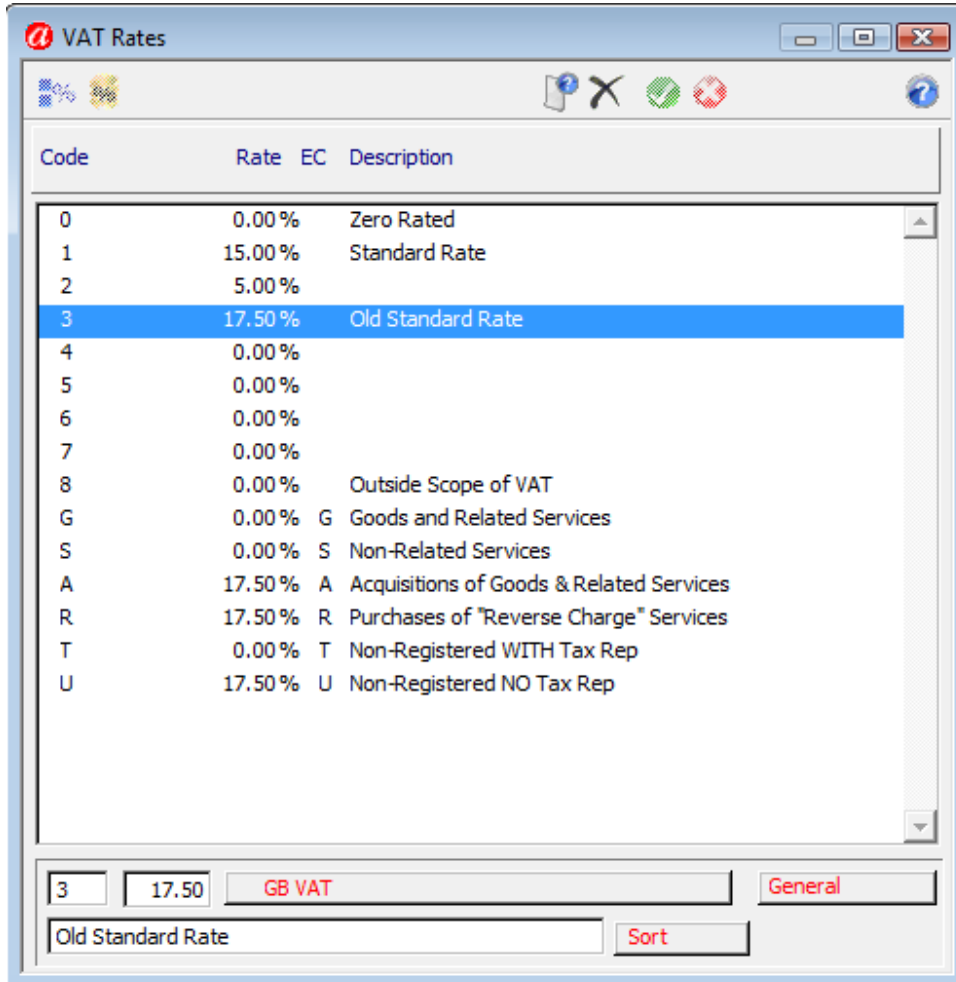 VAT Rates
Code Rate EC Description
0 0.00% Zero Rated
1 15.00% Standard Rate
2 5.00%
3 17.50% Old Standard Rate
4 0.00%
5 0.00%
6 0.00%
7 0.00%
8 0.00% Outside Scope of VAT
G 0.00% G Goods and Related Services
S 0.00% S Non-Related Services
A 17.50% A Acquisitions of Goods & Related Services
R 17.50% R Purchases of "Reverse Charge" Services
T 0.00% T Non-Registered WITH Tax Rep
U 17.50% U Non-Registered NO Tax Rep
3 17.50 GB VAT General
Old Standard Rate Sort